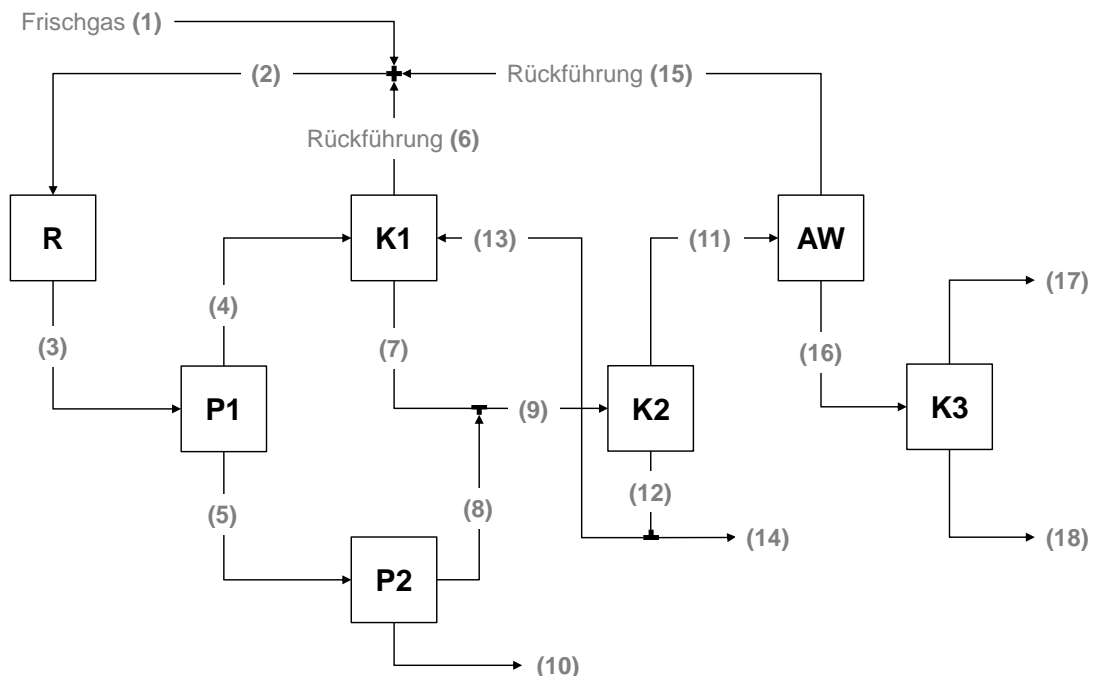 Frischgas (1)
(2)
Rückführung (15)
Rückführung (6)
R
K1
(13)
(11)
AW
(17)
(4)
(3)
(7)
(16)
P1
(9)
K2
K3
(5)
(8)
(12)
(14)
(18)
P2
(10)